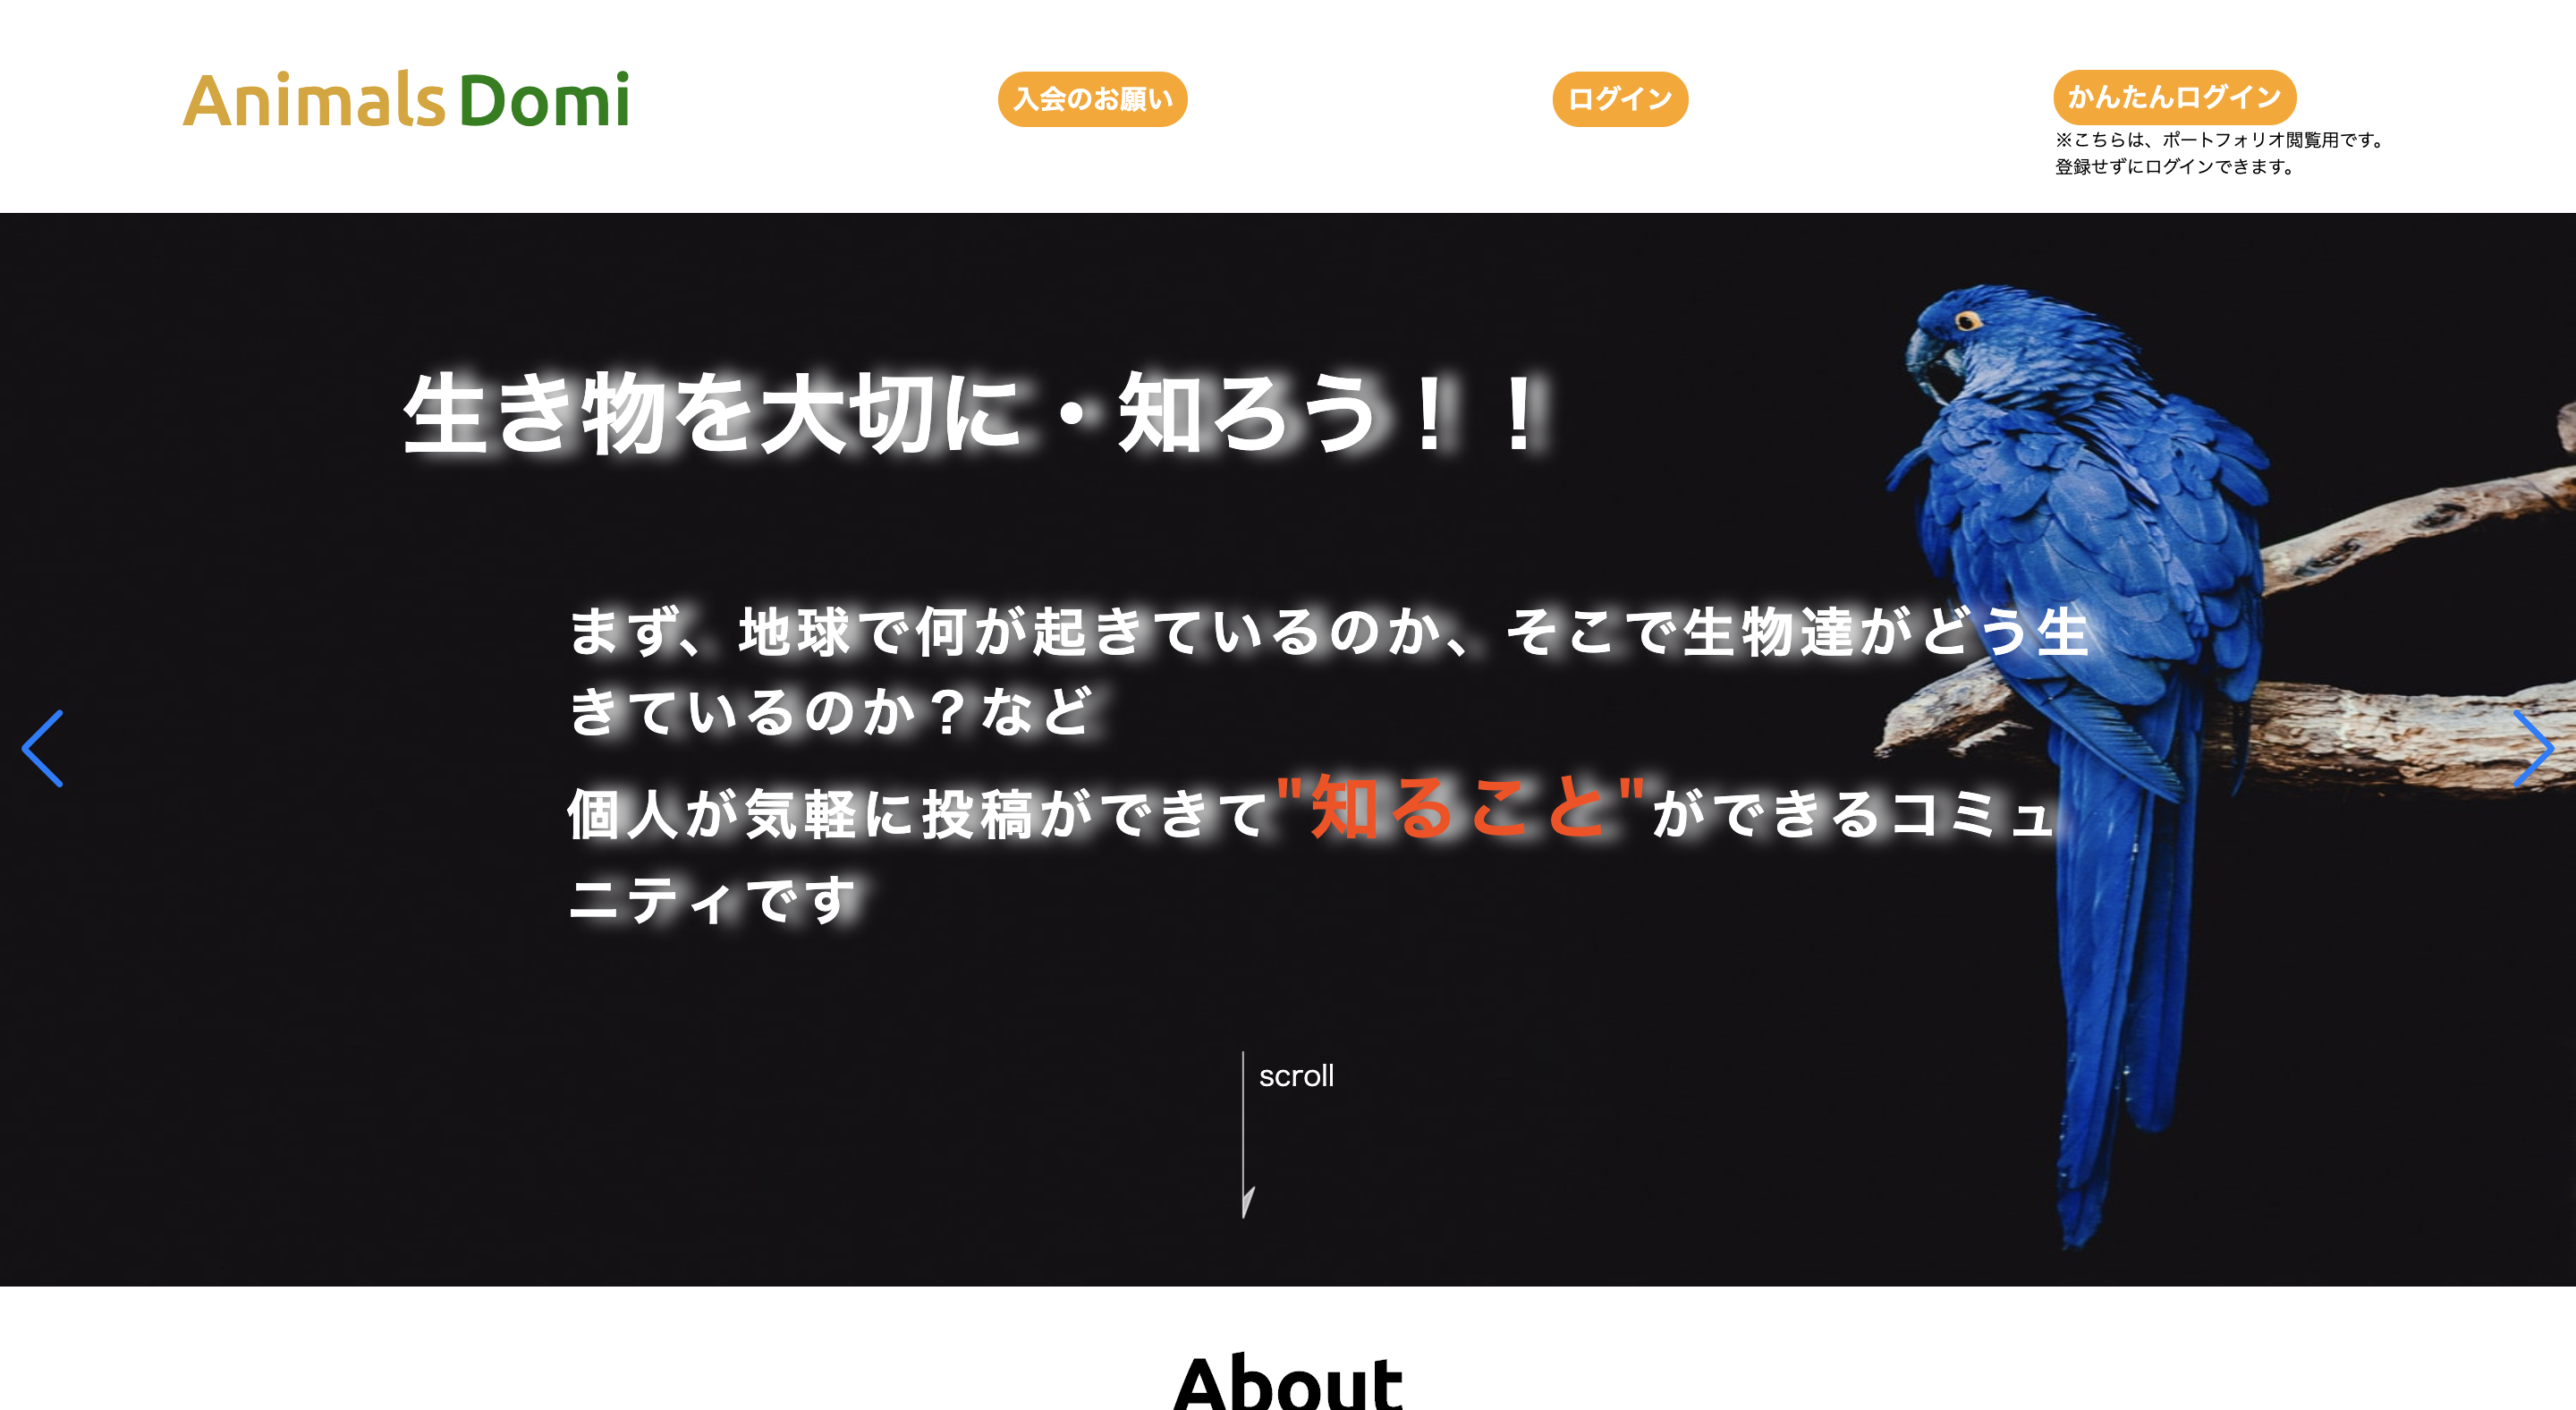 Animals Domi
入会のお願い
ログイン
かんたんログイン
※こちらは、ポートフォリオ閲覧用です。
登録せずにログインできます。
生き物を大切に・知ろう！！
まず、地球で何が起きているのか、そこで生物達がどう生
きているのか？など
個人が気軽に投稿ができて"知ること"ができるコミュ
ニティです
scroll
About